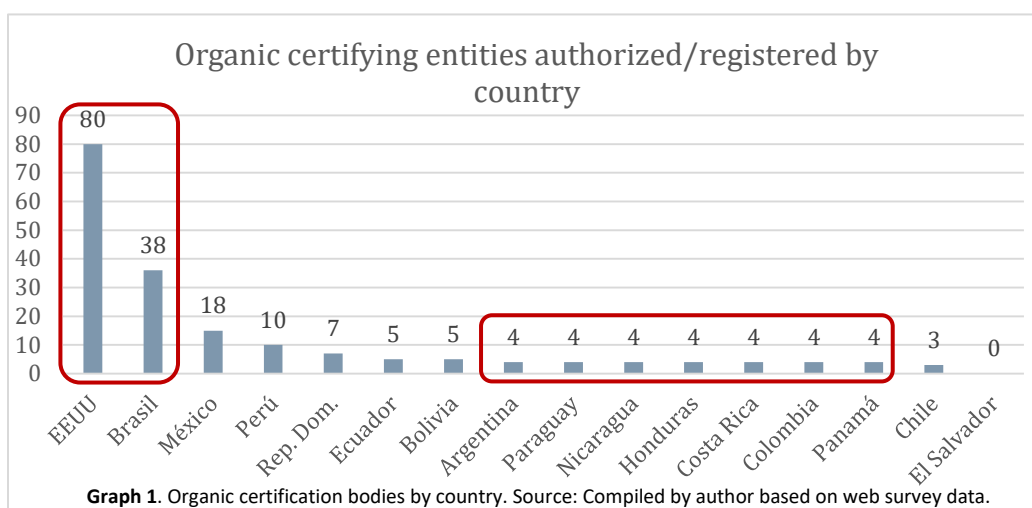 Organic certifying entities authorized/registered by
country
90
80
70
60
50
40
30
20
10
0
80
38
18
10
7
5
5
4
4
4
4
4
4
4
3
0
EEUU
Brasil
México
Perú
Rep. Dom.
Ecuador
Bolivia
Argentina
Paraguay
Nicaragua
Honduras
Costa Rica
Colombia
Panamá
Chile
El Salvador
Graph 1. Organic certification bodies by country. Source: Compiled by author based on web survey data.